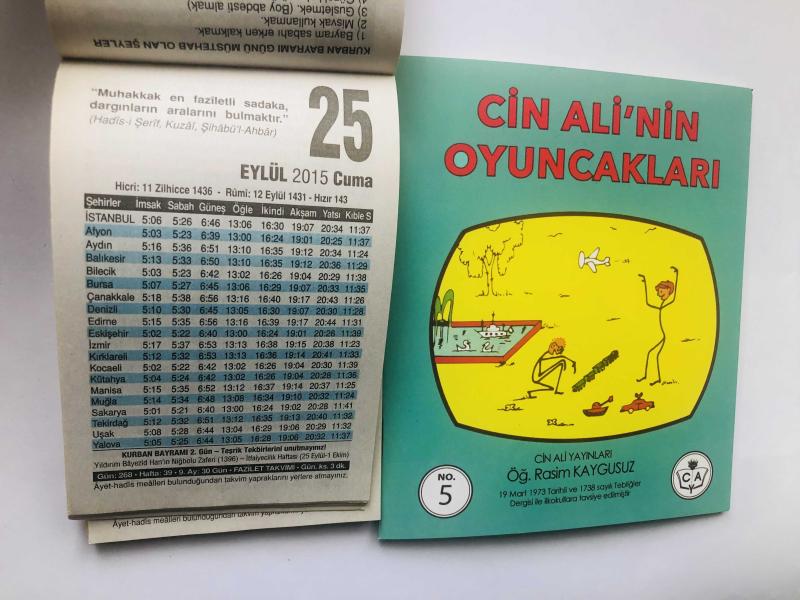 KURBAN BAYRAMI GÜNÜ MÜSTEHAB OLAN ŞEYLER
1) Bayram sabahı erken kalkmak.
2) Misvak kullanmak.
3) Gusletmek. (Boy abdesti almak)
"Muhakkak en faziletli sadaka,
dargınların aralarını bulmaktır."
(Hadîs-i Şerîf, Kuzâî, Şihâbü'l-Ahbâr)
25
EYLÜL 2015 Cuma
Hicri: 11 Zilhicce 1436 - Rûmi: 12 Eylül 1431 - Hızır 143
Şehirler İmsak Sabah Güneş Öğle İkindi Akşam Yatsı Kıble S
İSTANBUL 5:06 5:26 6:46 13:06 16:30 19:07 20:34 11:37
Afyon 5:03 5:23 6:39 13:00 16:24 19:01 20:25 11:37
Aydın 5:16 5:36 6:51 13:10 16:35 19:12 20:34 11:24
Balıkesir 5:13 5:33 6:50 13:10 16:35 19:12 20:36 11:29
Bilecik 5:03 5:23 6:42 13:02 16:26 19:04 20:29 11:38
Bursa 5:07 5:27 6:45 13:06 16:29 19:07 20:33 11:35
Çanakkale 5:18 5:38 6:56 13:16 16:40 19:17 20:43 11:26
Denizli 5:10 5:30 6:45 13:05 16:30 19:07 20:30 11:28
Edirne 5:15 5:35 6:56 13:16 16:39 19:17 20:44 11:31
Eskişehir 5:02 5:22 6:40 13:00 16:24 19:01 20:26 11:39
İzmir 5:17 5:37 6:53 13:13 16:38 19:15 20:38 11:23
Kırklareli 5:12 5:32 6:53 13:13 16:36 19:14 20:41 11:33
Kocaeli 5:02 5:22 6:42 13:02 16:26 19:04 20:30 11:39
Kütahya 5:04 5:24 6:42 13:02 16:26 19:04 20:28 11:36
Manisa 5:15 5:35 6:52 13:12 16:37 19:14 20:37 11:25
Muğla 5:14 5:34 6:48 13:08 16:34 19:10 20:32 11:24
Sakarya 5:01 5:21 6:40 13:00 16:24 19:02 20:28 11:41
Tekirdağ 5:12 5:32 6:51 13:12 16:35 19:13 20:40 11:32
Uşak 5:08 5:28 6:44 13:04 16:29 19:06 20:29 11:32
Yalova 5:05 5:25 6:44 13:05 16:28 19:06 20:32 11:37
KURBAN BAYRAMI 2. Gün – Teşrik Tekbirlerini unutmayınız!
Yıldırım Bâyezid Han'ın Niğbolu Zaferi (1396) – İtfaiyecilik Haftası (25 Eylül-1 Ekim)
Gün: 268 - Hafta: 39 - 9. Ay: 30 Gün - FAZİLET TAKVİMİ - Gün. ks. 3 dk.
Âyet-hadîs meâlleri bulunduğundan takvim yapraklarını yerlere atmayınız.
Âyet-hadîs meâlleri bulunduğundan takvim yapraklarını
CİN ALİ'NİN
OYUNCAKLARI
CİN ALİ YAYINLARI
Öğ. Rasim KAYGUSUZ
19 Mart 1973 Tarihli ve 1738 sayılı Tebliğler
Dergisi ile ilkokullara tavsiye edilmiştir
NO.
5
C A
Y